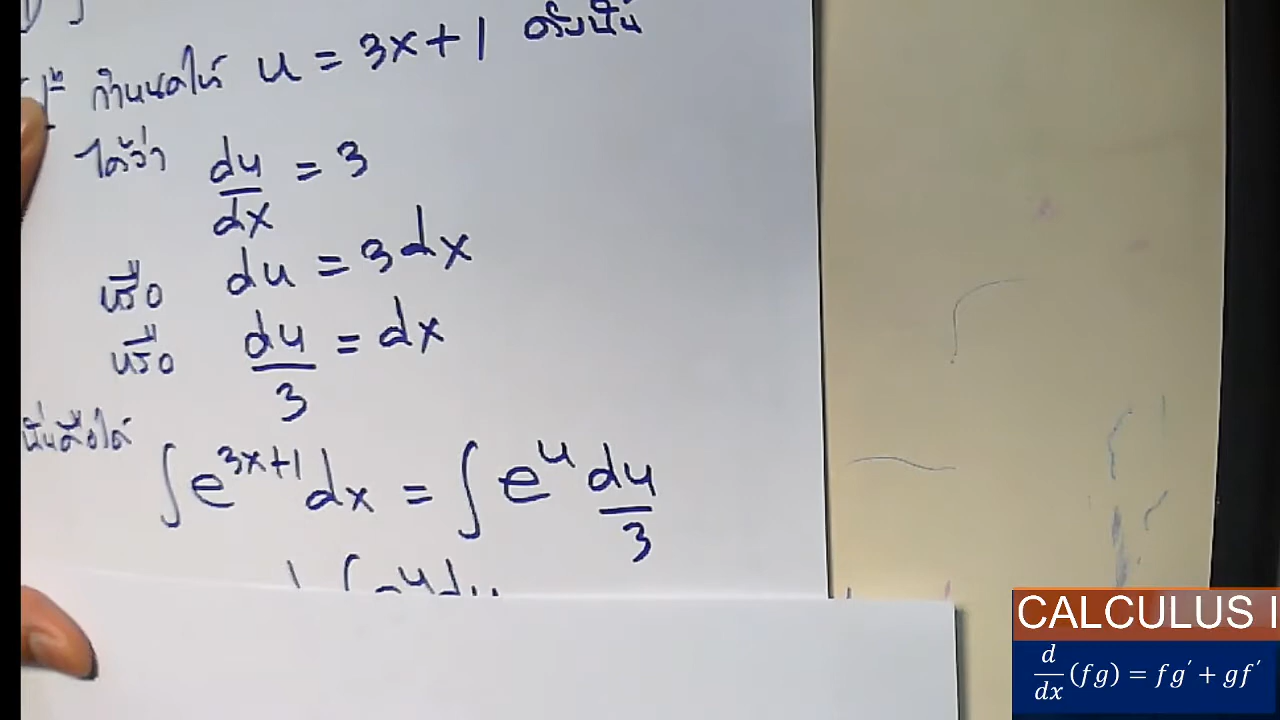 กำหนดให้ u = 3x+1 ดังนั้น
ได้ว่า du/dx = 3
หรือ du = 3dx
หรือ du/3 = dx
นั่นคือได้
∫e^{3x+1}dx = ∫e^u du/3
CALCULUS I
d/dx (fg) = fg′ + gf′